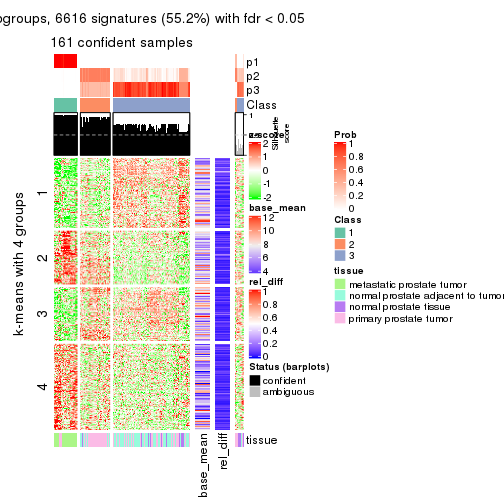 ogroups, 6616 signatures (55.2%) with fdr < 0.05
161 confident samples
p1
p2
p3
Class
1
Silhouette
score
z-score
2
1
0
-1
-2
base_mean
12
10
8
6
4
rel_diff
1
0.8
0.6
0.4
0.2
0
Status (barplots)
confident
ambiguous
Prob
1
0.8
0.6
0.4
0.2
0
Class
1
2
3
tissue
metastatic prostate tumor
normal prostate adjacent to tumor
normal prostate tissue
primary prostate tumor
k-means with 4 groups
1
2
3
4
tissue
base_mean
rel_diff